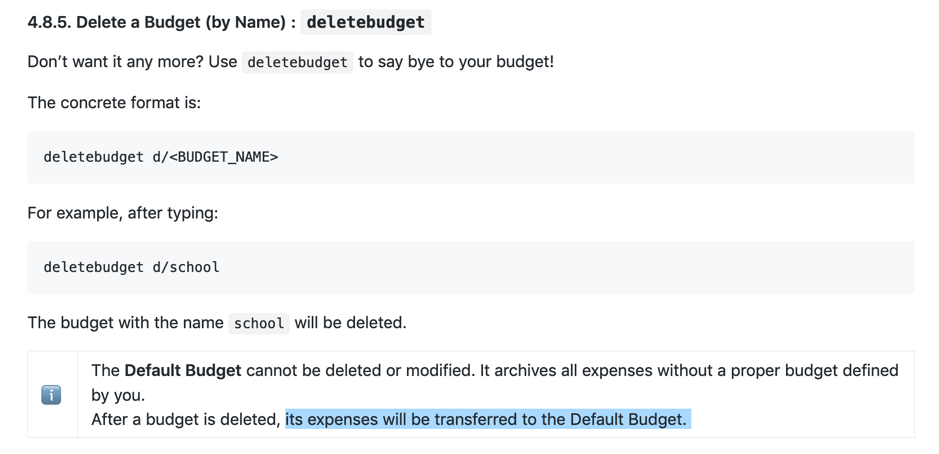 4.8.5. Delete a Budget (by Name) : deletebudget
Don’t want it any more? Use deletebudget to say bye to your budget!
The concrete format is:
deletebudget d/<BUDGET_NAME>
For example, after typing:
deletebudget d/school
The budget with the name school will be deleted.
The Default Budget cannot be deleted or modified. It archives all expenses without a proper budget defined
by you.
After a budget is deleted, its expenses will be transferred to the Default Budget.